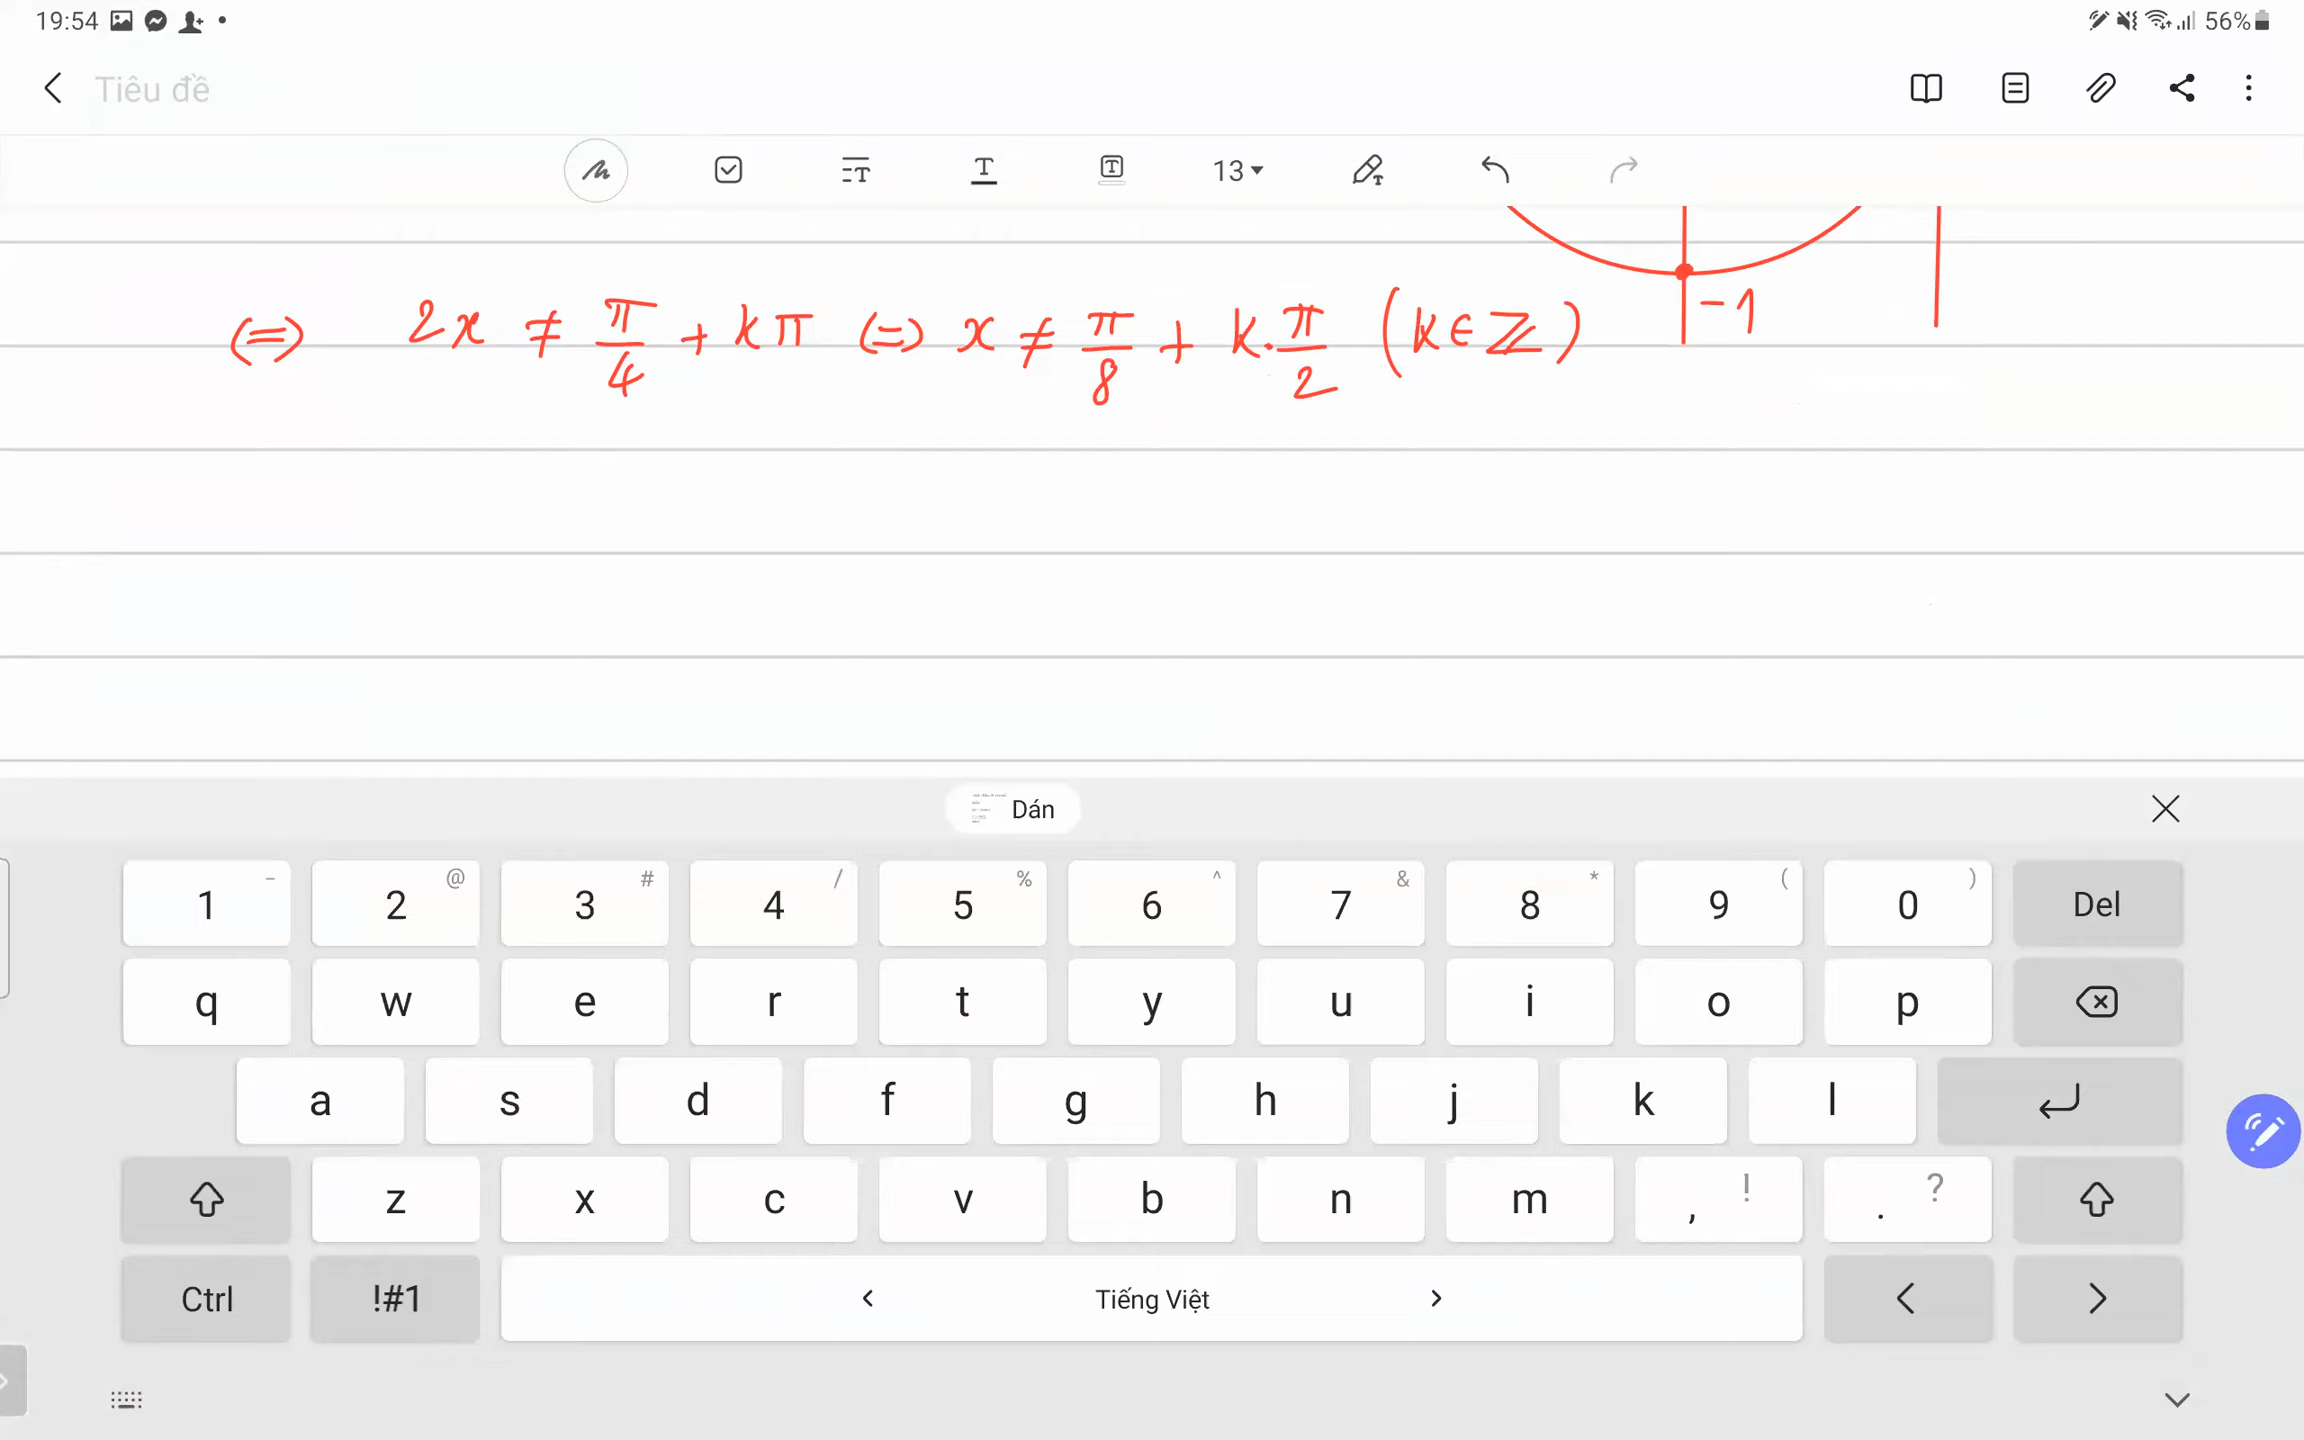 19:54 56%
Tiêu đề
13
(=) 2x ≠ π/4 + kπ (=) x ≠ π/8 + k.π/2 (k ∈ ℤ)
-1
Dán
1 - 2 @ 3 # 4 / 5 % 6 ^ 7 & 8 * 9 ( 0 ) Del
q w e r t y u i o p
a s d f g h j k l
z x c v b n m , ! . ?
Ctrl !#1 < Tiếng Việt > < >